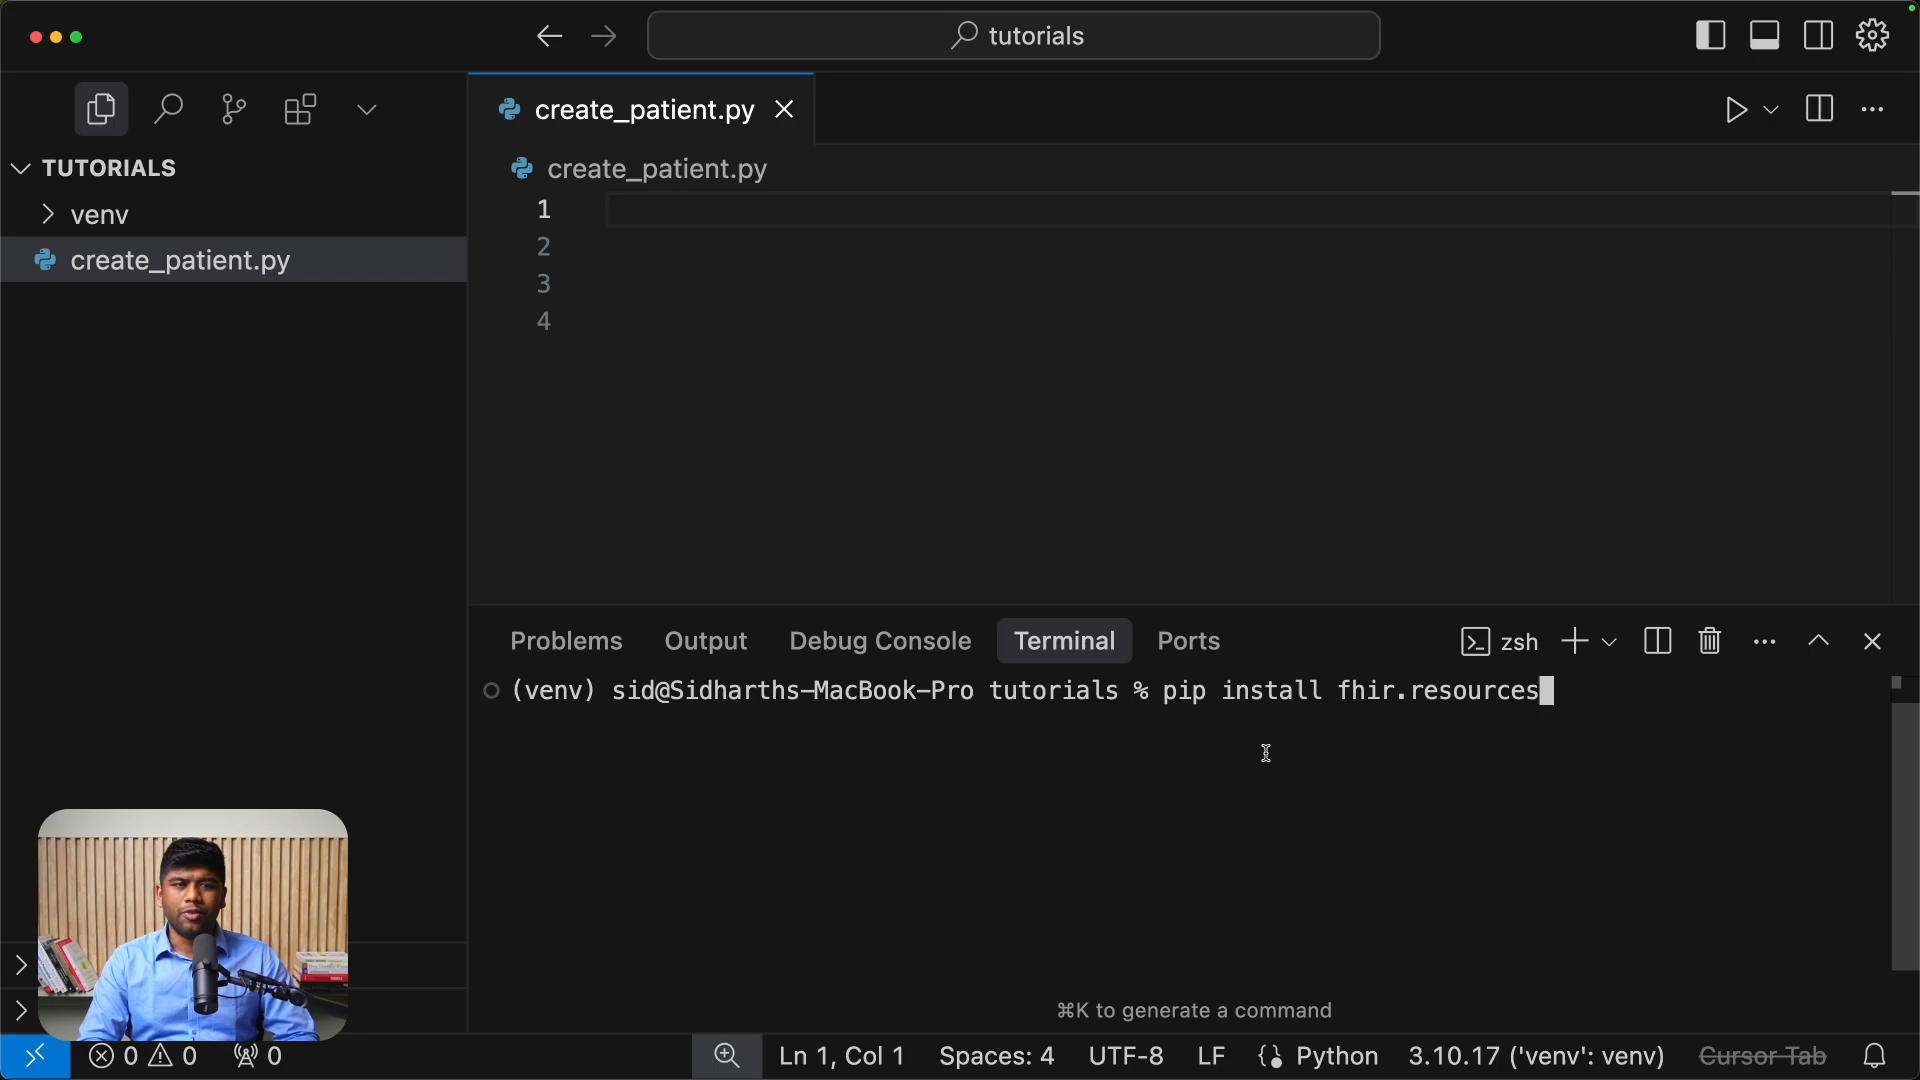 tutorials
create_patient.py
TUTORIALS
venv
create_patient.py
create_patient.py
1
2
3
4
Problems Output Debug Console Terminal Ports zsh
(venv) sid@Sidharths-MacBook-Pro tutorials % pip install fhir.resources
⌘K to generate a command
0 0 0 Ln 1, Col 1 Spaces: 4 UTF-8 LF Python 3.10.17 ('venv': venv) Cursor Tab